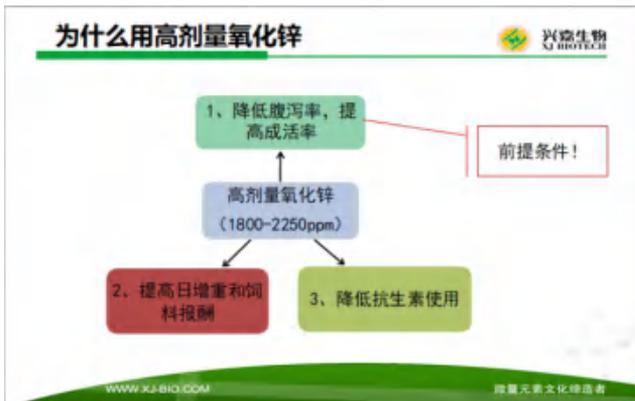 为什么用高剂量氧化锌
兴嘉生物
XJ BIOTECH
1、降低腹泻率，提
高成活率
前提条件！
高剂量氧化锌
（1800-2250ppm）
2、提高日增重和饲
料报酬
3、降低抗生素使用
WWW.XJ-BIO.COM
微量元素文化缔造者